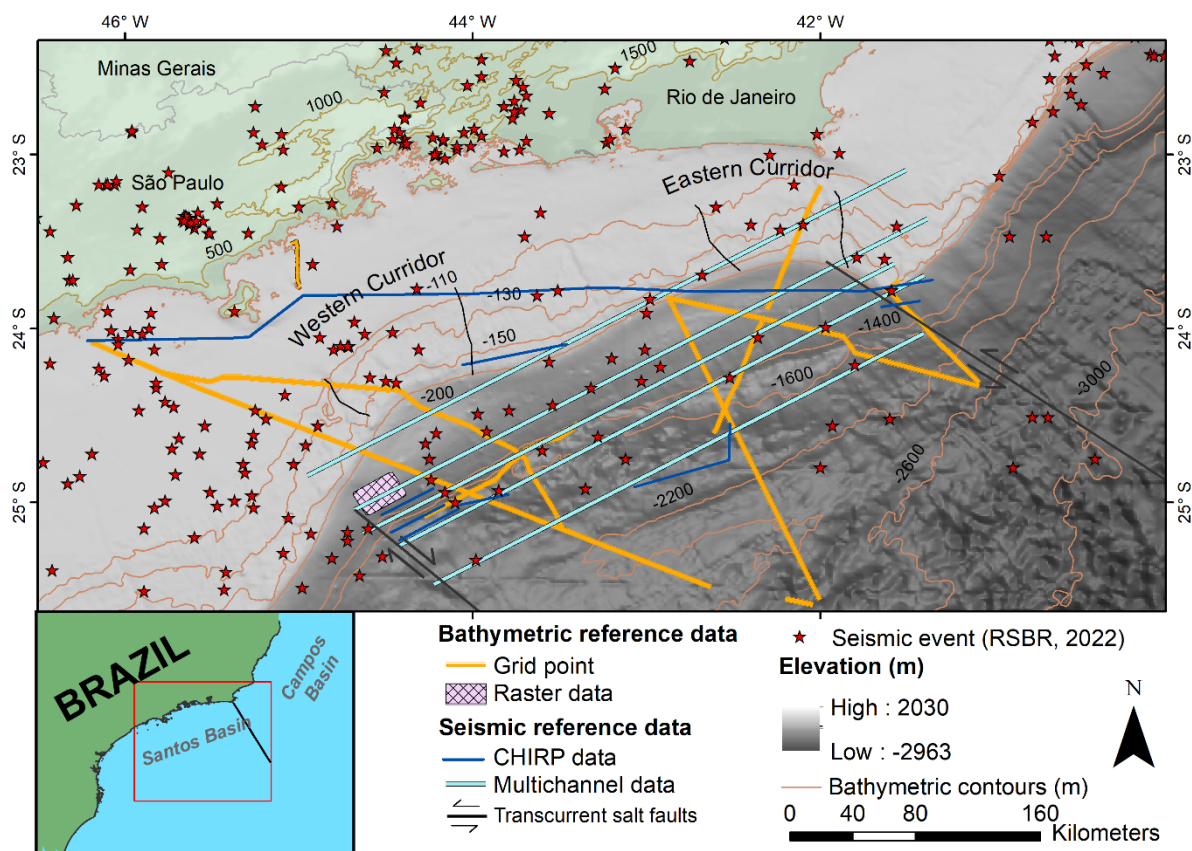 46° W
44° W
42° W
Minas Gerais
1500
1000
Rio de Janeiro
23° S
23° S
São Paulo
Eastern Curridor
500
Western Curridor
-110
-130
24° S
24° S
-150
-1400
-200
-1600
-3000
-2600
25° S
25° S
-2200
46° W
44° W
42° W
BRAZIL
Campos
Basin
Santos Basin
Bathymetric reference data
Grid point
Raster data
Seismic reference data
CHIRP data
Multichannel data
Transcurrent salt faults
Seismic event (RSBR, 2022)
Elevation (m)
High : 2030
Low : -2963
Bathymetric contours (m)
N
0 40 80 160
Kilometers